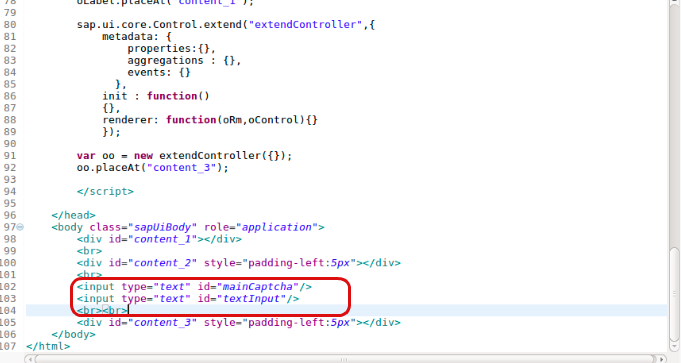 78 oLabel.placeAt("content_1");
79
80 sap.ui.core.Control.extend("extendController",{
81 metadata: {
82 properties:{},
83 aggregations : {},
84 events: {}
85 },
86 init : function()
87 {},
88 renderer: function(oRm,oControl){}
89 });
90
91 var oo = new extendController({});
92 oo.placeAt("content_3");
93
94 </script>
95
96 </head>
97 <body class="sapUiBody" role="application">
98 <div id="content_1"></div>
99 <br>
100 <div id="content_2" style="padding-left:5px"></div>
101 <br>
102 <input type="text" id="mainCaptcha"/>
103 <input type="text" id="textInput"/>
104 <br><br>
105 <div id="content_3" style="padding-left:5px"></div>
106 </body>
107 </html>